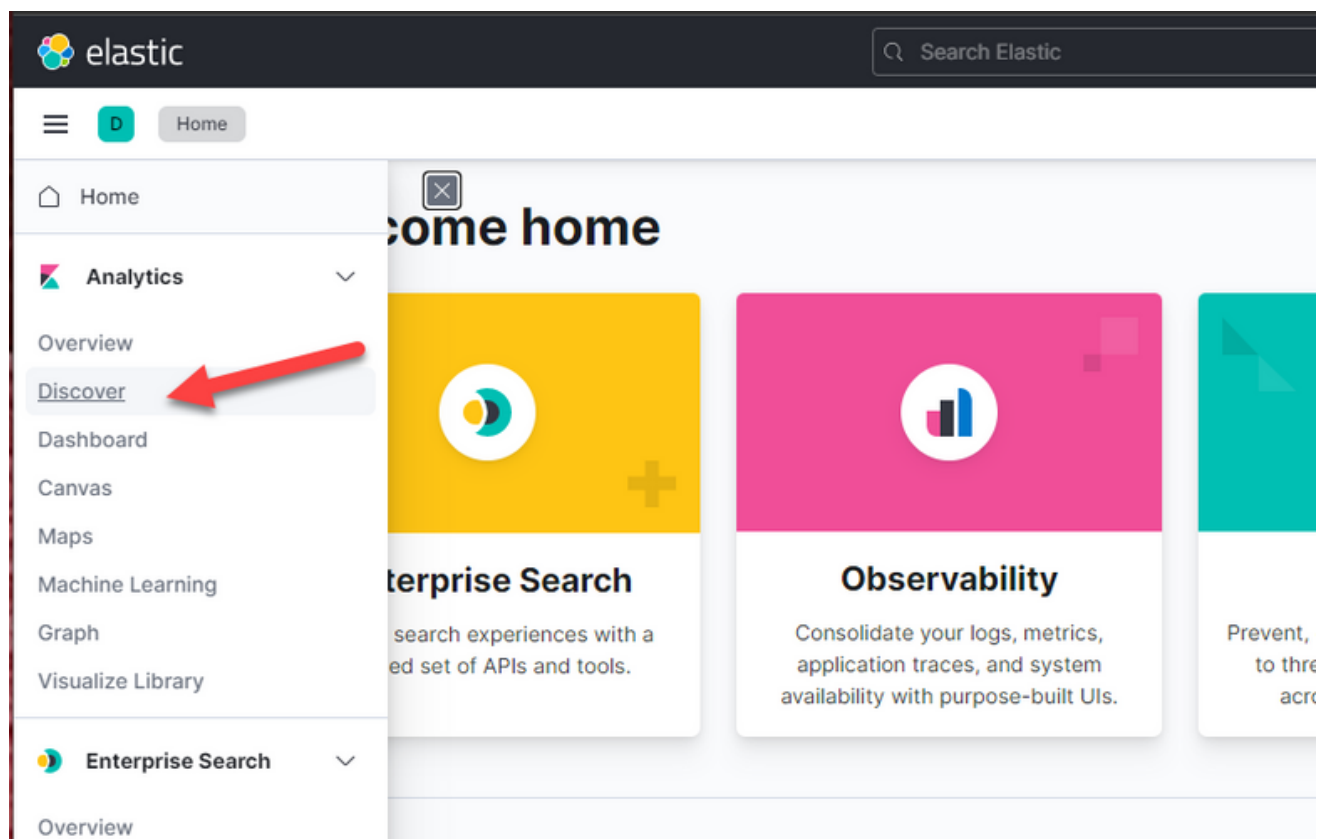 elastic
Search Elastic
D
Home
Home
come home
Analytics
Overview
Discover
Dashboard
Canvas
Maps
Machine Learning
Graph
Visualize Library
Enterprise Search
Overview
terprise Search
search experiences with a
ed set of APIs and tools.
Observability
Consolidate your logs, metrics,
application traces, and system
availability with purpose-built UIs.
Prevent,
to thre
acro